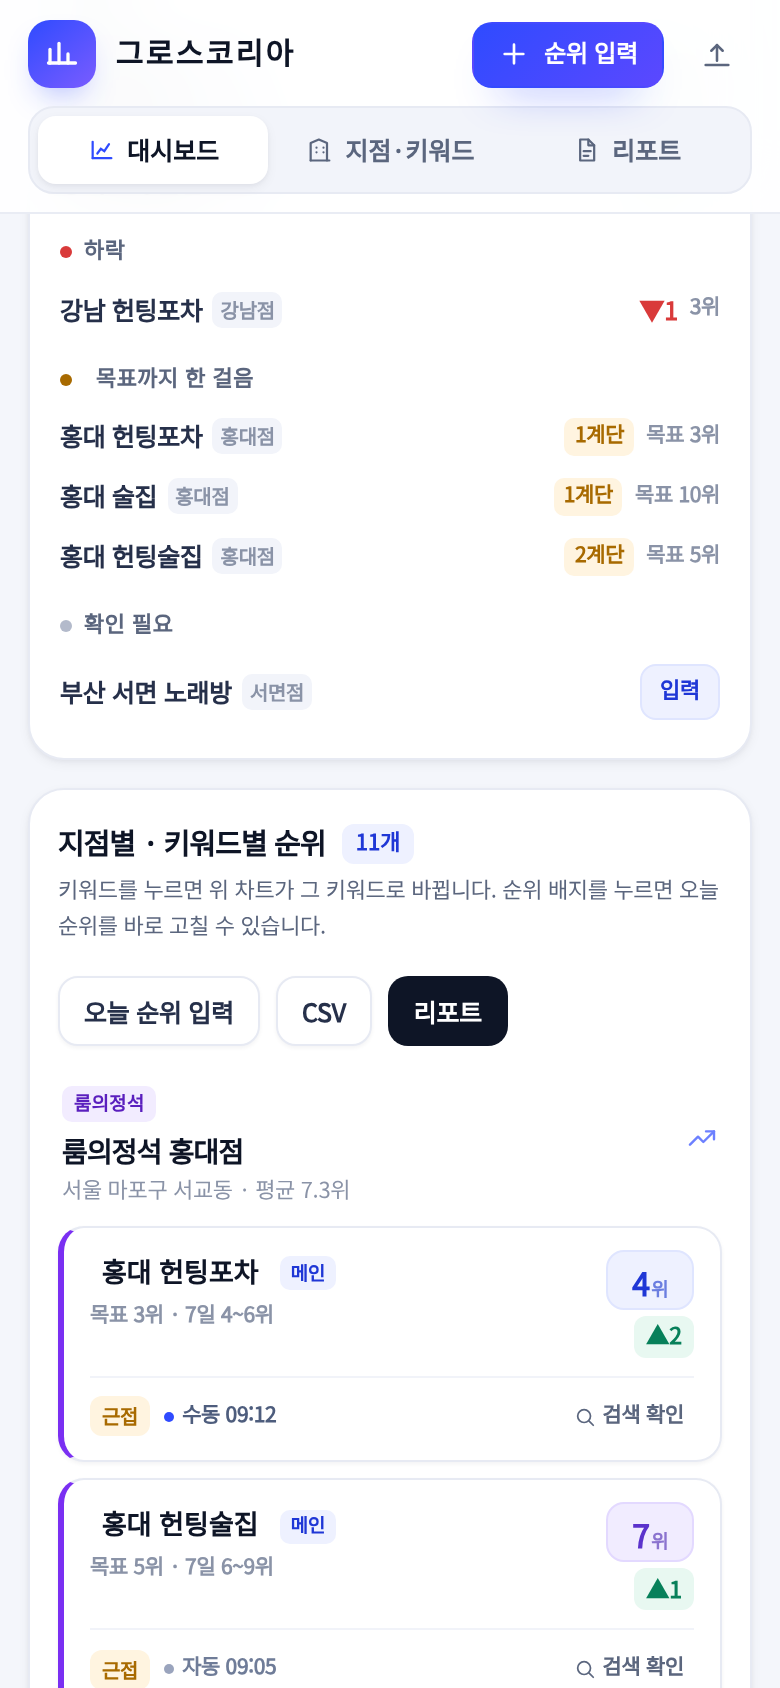 그로스코리아
순위 입력
대시보드
지점·키워드
리포트
하락
강남 헌팅포차 강남점 ▼1 3위
목표까지 한 걸음
홍대 헌팅포차 홍대점 1계단 목표 3위
홍대 술집 홍대점 1계단 목표 10위
홍대 헌팅술집 홍대점 2계단 목표 5위
확인 필요
부산 서면 노래방 서면점 입력
지점별 · 키워드별 순위 11개
키워드를 누르면 위 차트가 그 키워드로 바뀝니다. 순위 배지를 누르면 오늘
순위를 바로 고칠 수 있습니다.
오늘 순위 입력 CSV 리포트
룸의정석
룸의정석 홍대점
서울 마포구 서교동 · 평균 7.3위
홍대 헌팅포차 메인 4위
목표 3위 · 7일 4~6위 ▲2
근접 수동 09:12 검색 확인
홍대 헌팅술집 메인 7위
목표 5위 · 7일 6~9위 ▲1
근접 자동 09:05 검색 확인